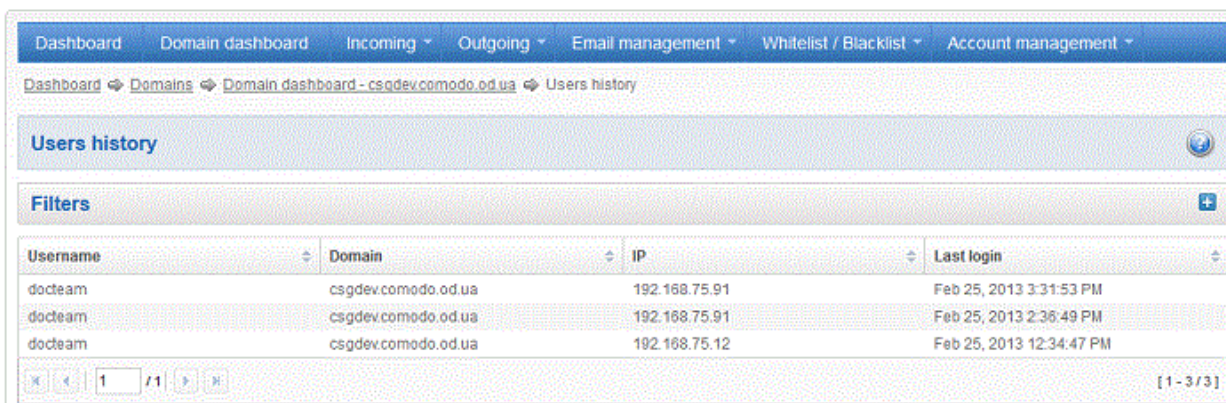 Dashboard Domain dashboard Incoming Outgoing Email management Whitelist / Blacklist Account management
Dashboard Domains Domain dashboard - csgdev.comodo.od.ua Users history
Users history
Filters
Username Domain IP Last login
docteam csgdev.comodo.od.ua 192.168.75.91 Feb 25, 2013 3:31:53 PM
docteam csgdev.comodo.od.ua 192.168.75.91 Feb 25, 2013 2:36:49 PM
docteam csgdev.comodo.od.ua 192.168.75.12 Feb 25, 2013 12:34:47 PM
1 / 1 [ 1 - 3 / 3 ]